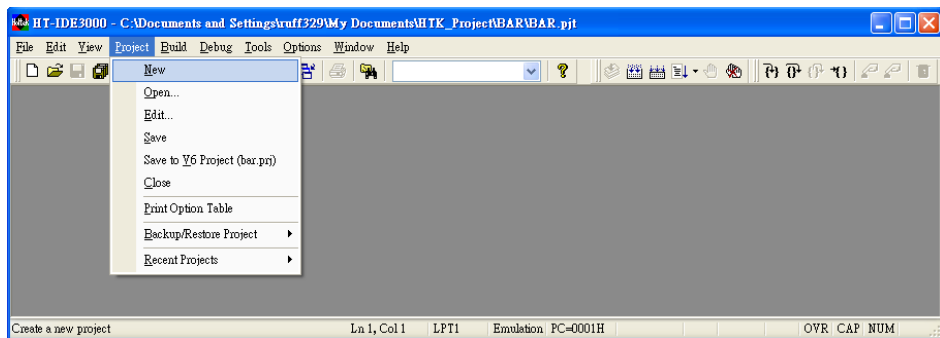 HT-IDE3000 - C:\Documents and Settings\ruff329\My Documents\HTK_Project\BAR\BAR.pjt
File Edit View Project Build Debug Tools Options Window Help
New
Open...
Edit...
Save
Save to V6 Project (bar.prj)
Close
Print Option Table
Backup/Restore Project
Recent Projects
Create a new project Ln 1, Col 1 LPT1 Emulation PC=0001H OVR CAP NUM